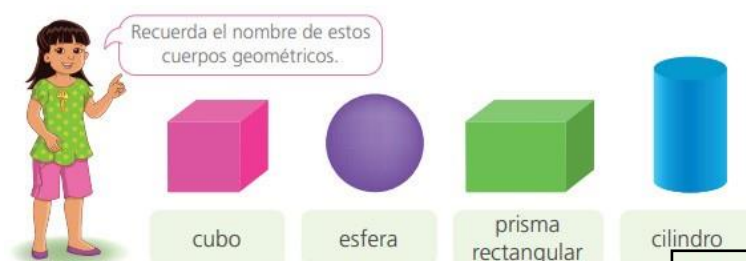 Recuerda el nombre de estos
cuerpos geométricos.
cubo
esfera
prisma
rectangular
cilindro